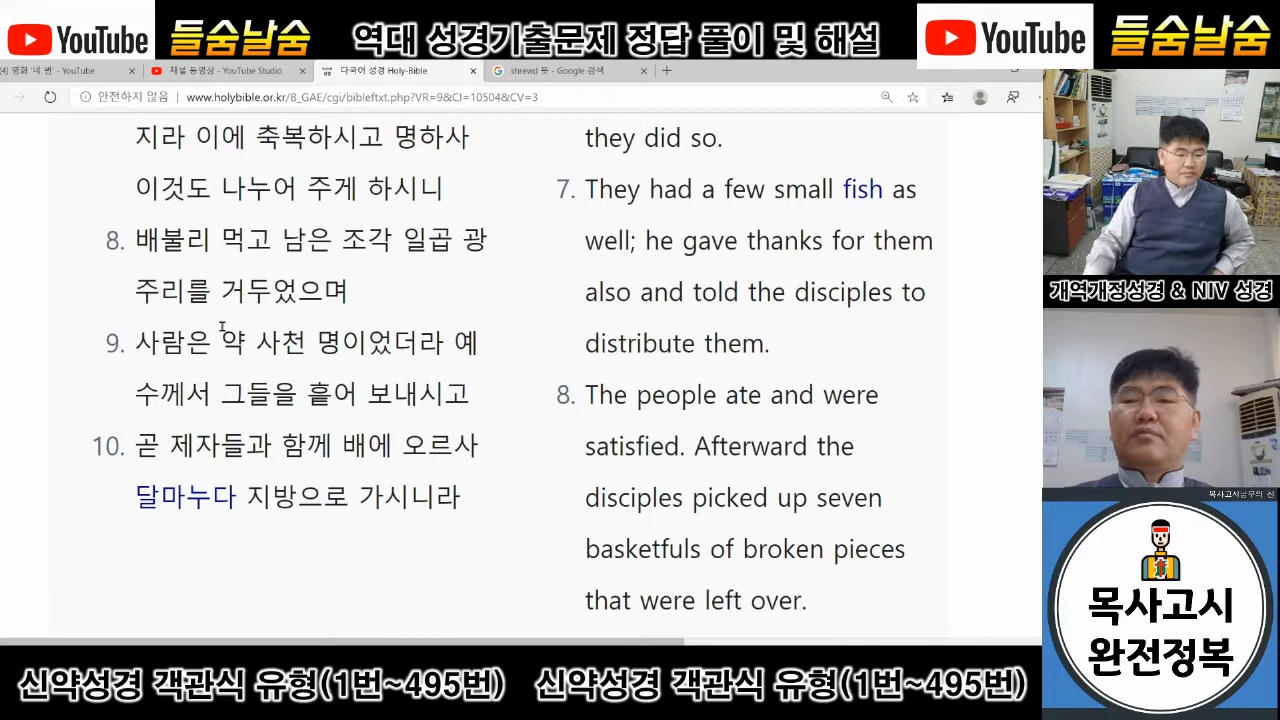 YouTube 들숨날숨 역대 성경기출문제 정답 풀이 및 해설 YouTube 들숨날숨
영화 '네 번' - YouTube
채널 동영상 - YouTube Studio
다국어 성경 Holy-Bible
shrewd 뜻 - Google 검색
안전하지 않음 | www.holybible.or.kr/B_GAE/cgi/bibleftxt.php?VR=9&CI=10504&CV=
지라 이에 축복하시고 명하사
이것도 나누어 주게 하시니
8. 배불리 먹고 남은 조각 일곱 광
주리를 거두었으며
9. 사람은 약 사천 명이었더라 예
수께서 그들을 흩어 보내시고
10. 곧 제자들과 함께 배에 오르사
달마누다 지방으로 가시니라
they did so.
7. They had a few small fish as
well; he gave thanks for them
also and told the disciples to
distribute them.
8. The people ate and were
satisfied. Afterward the
disciples picked up seven
basketfuls of broken pieces
that were left over.
개역개정성경 & NIV 성경
목사고시
완전정복
신약성경 객관식 유형(1번~495번) 신약성경 객관식 유형(1번~495번)